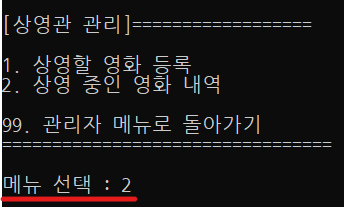 [상영관 관리]==================
1. 상영할 영화 등록
2. 상영 중인 영화 내역
99. 관리자 메뉴로 돌아가기
=================================
메뉴 선택 : 2